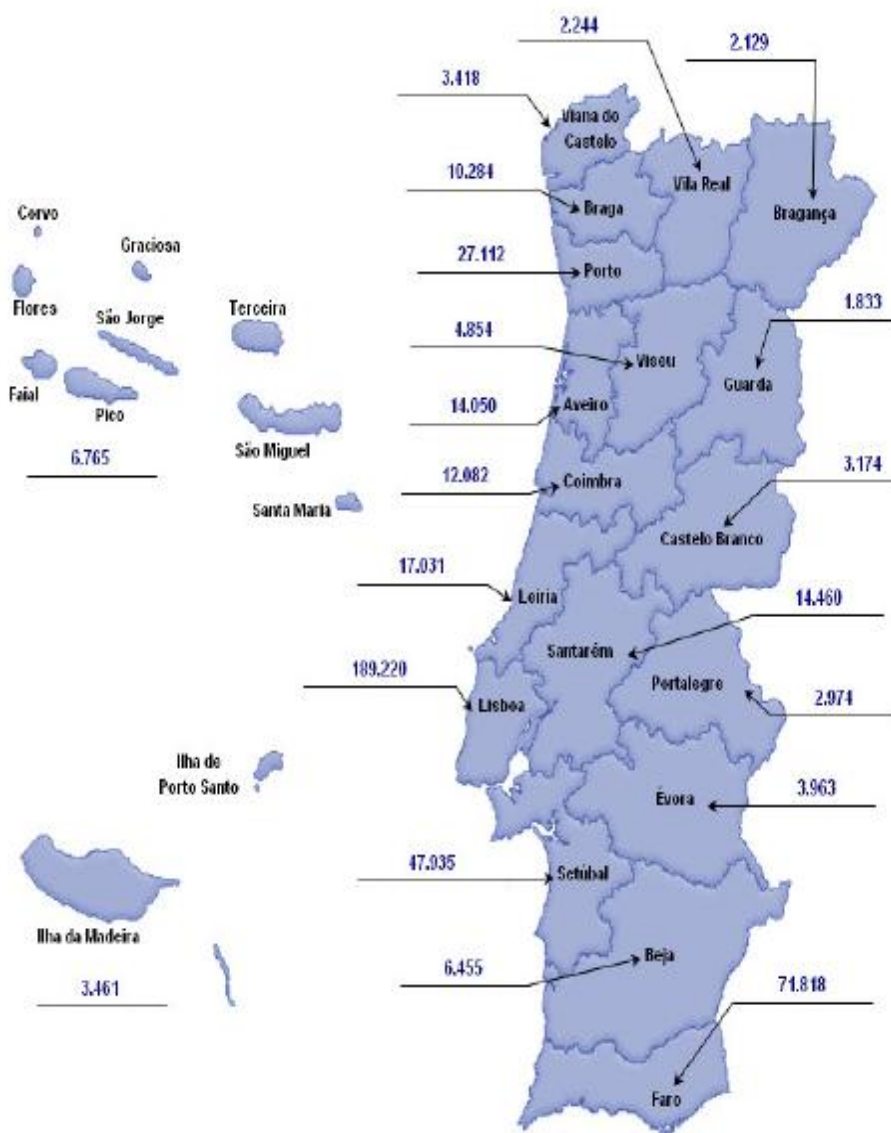 2.244
2.129
3.418
Viana do
Castelo
10.284
Vila Real
Braga
Bragança
Corvo
Graciosa
27.112
Porto
Flores
São Jorge
Terceira
1.833
4.854
Viseu
Guarda
Faial
Pico
14.050
Aveiro
São Miguel
6.765
12.082
Coimbra
3.174
Santa Maria
Castelo Branco
17.031
Leiria
14.460
Santarém
189.220
Lisboa
Portalegre
2.974
Ilha de
Porto Santo
Évora
3.963
47.935
Setúbal
Ilha da Madeira
6.455
Beja
3.461
71.818
Faro